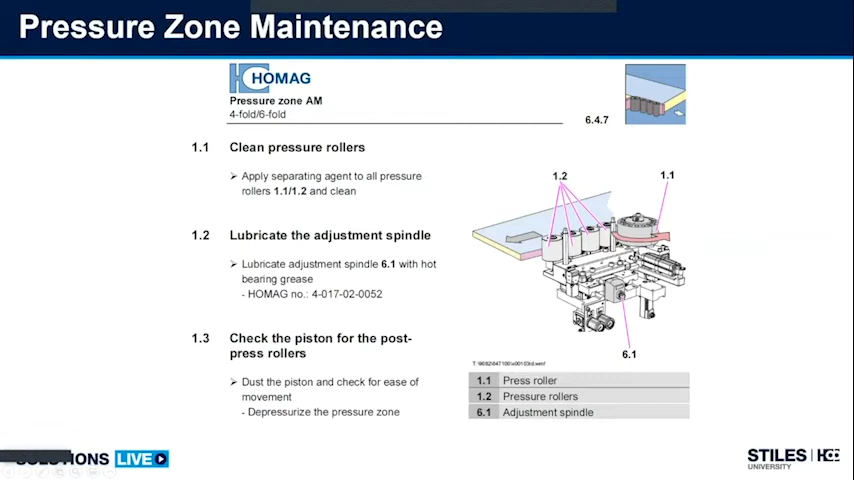 Pressure Zone Maintenance
HOMAG
Pressure zone AM
4-fold/6-fold
6.4.7
1.1 Clean pressure rollers
➢ Apply separating agent to all pressure
rollers 1.1/1.2 and clean
1.2 Lubricate the adjustment spindle
➢ Lubricate adjustment spindle 6.1 with hot
bearing grease
- HOMAG no.: 4-017-02-0052
1.3 Check the piston for the post-
press rollers
➢ Dust the piston and check for ease of
movement
- Depressurize the pressure zone
1.2
1.1
6.1
1.1 Press roller
1.2 Pressure rollers
6.1 Adjustment spindle
LIVE
STILES
UNIVERSITY